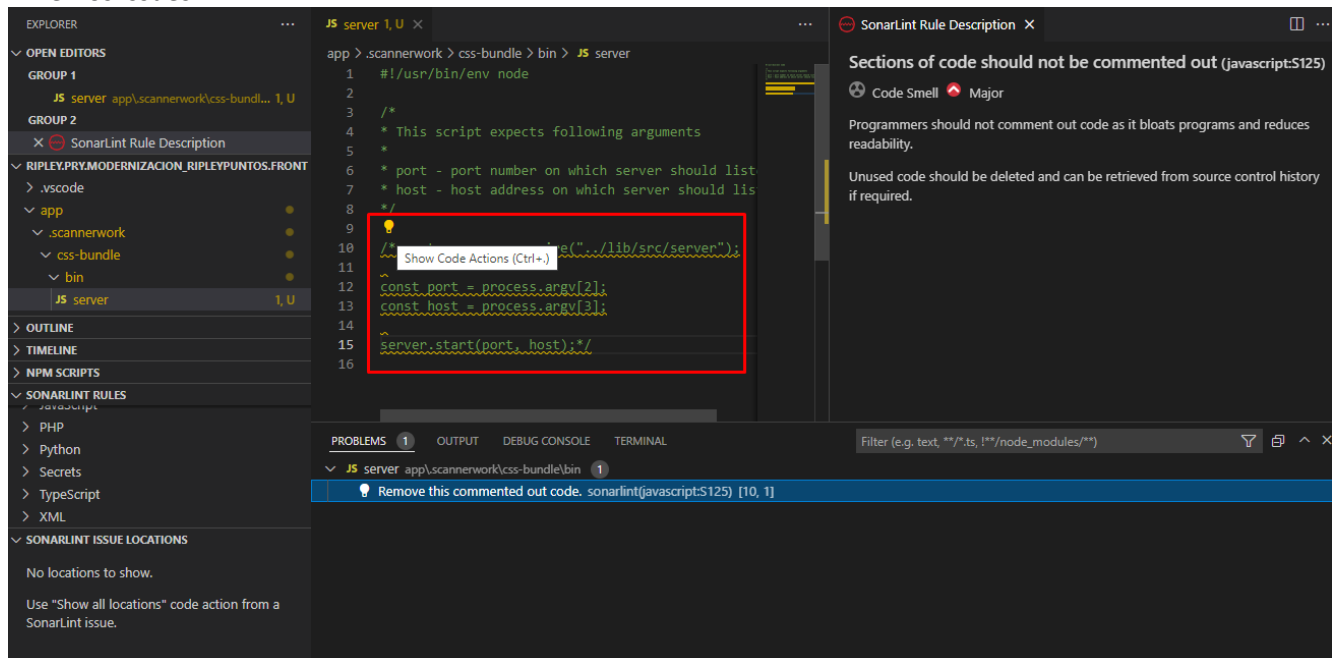 EXPLORER
OPEN EDITORS
GROUP 1
JS server app\.scannerwork\css-bundl... 1, U
GROUP 2
SonarLint Rule Description
RIPLEY.PRY.MODERNIZACION_RIPLEYPUNTOS.FRONT
.vscode
app
.scannerwork
css-bundle
bin
JS server 1, U
OUTLINE
TIMELINE
NPM SCRIPTS
SONARLINT RULES
JavaScript
PHP
Python
Secrets
TypeScript
XML
SONARLINT ISSUE LOCATIONS
No locations to show.
Use "Show all locations" code action from a
SonarLint issue.
JS server 1, U
app > .scannerwork > css-bundle > bin > JS server
1 #!/usr/bin/env node
2
3 /*
4 * This script expects following arguments
5 *
6 * port - port number on which server should list
7 * host - host address on which server should lis
8 */
9
10 /* ire("../lib/src/server");
Show Code Actions (Ctrl+.)
11
12 const port = process.argv[2];
13 const host = process.argv[3];
14
15 server.start(port, host);*/
16
SonarLint Rule Description
Sections of code should not be commented out (javascript:S125)
Code Smell Major
Programmers should not comment out code as it bloats programs and reduces
readability.
Unused code should be deleted and can be retrieved from source control history
if required.
PROBLEMS 1 OUTPUT DEBUG CONSOLE TERMINAL
Filter (e.g. text, **/*.ts, !**/node_modules/**)
JS server app\.scannerwork\css-bundle\bin 1
Remove this commented out code. sonarlint(javascript:S125) [10, 1]